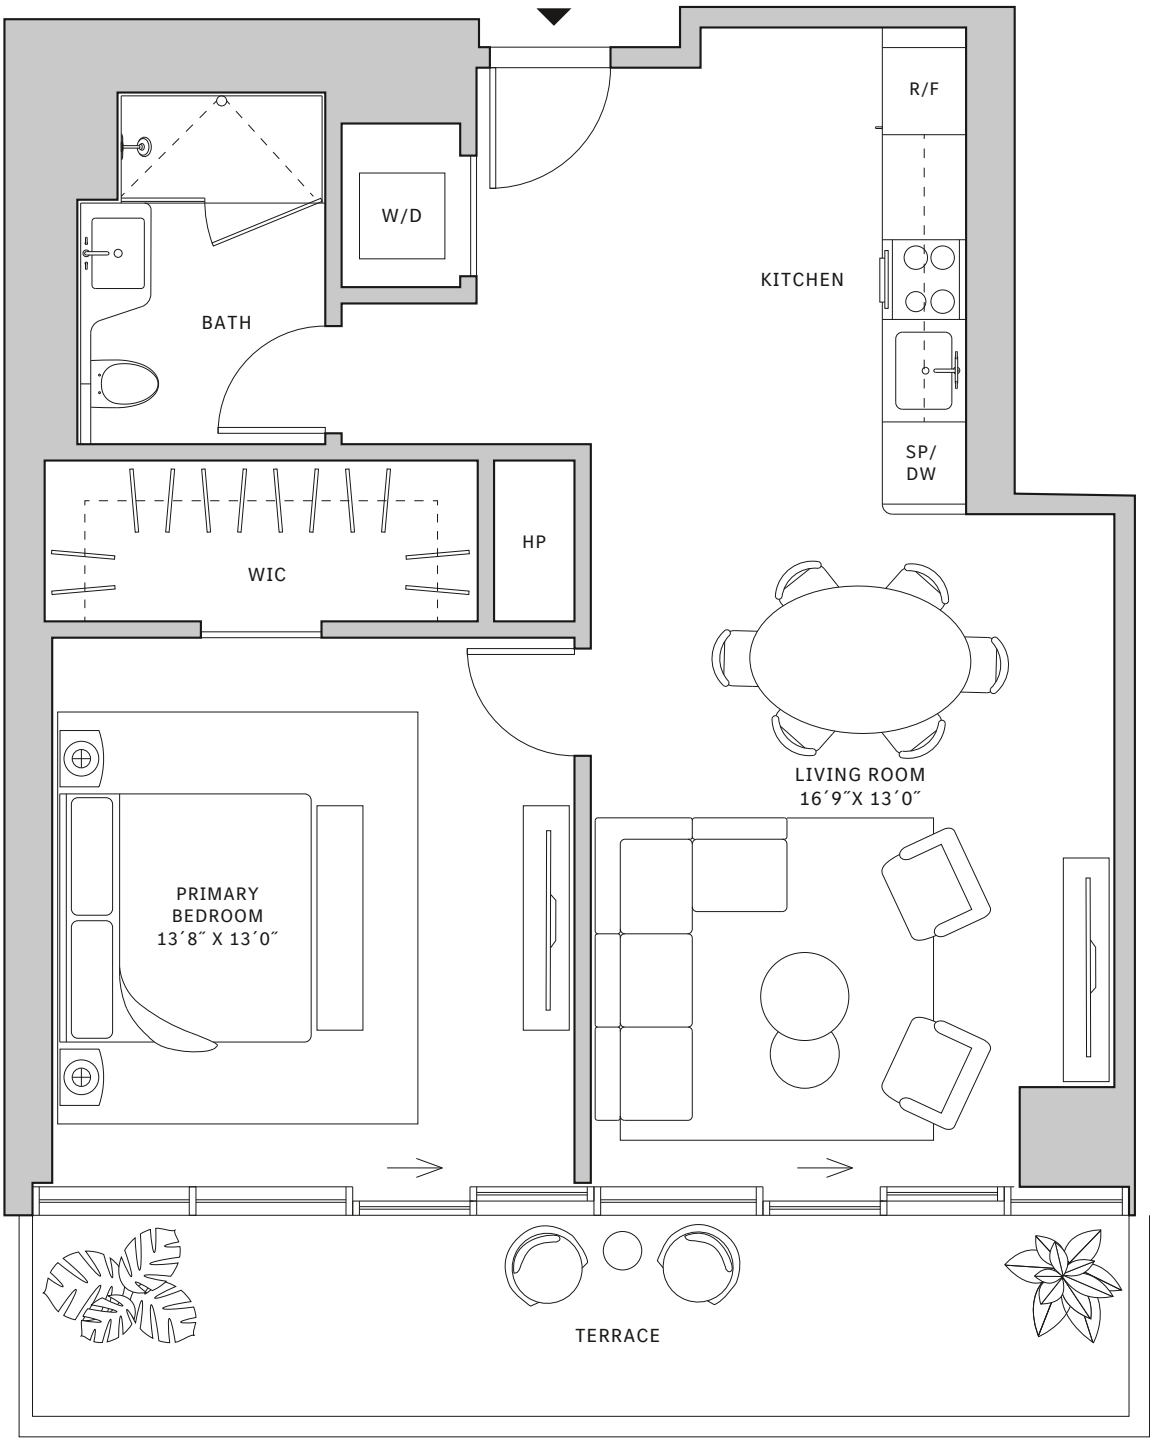 R/F
W/D
KITCHEN
BATH
SP/
DW
HP
WIC
LIVING ROOM
16´9˝X 13´0˝
PRIMARY
BEDROOM
13´8˝ X 13´0˝
TERRACE